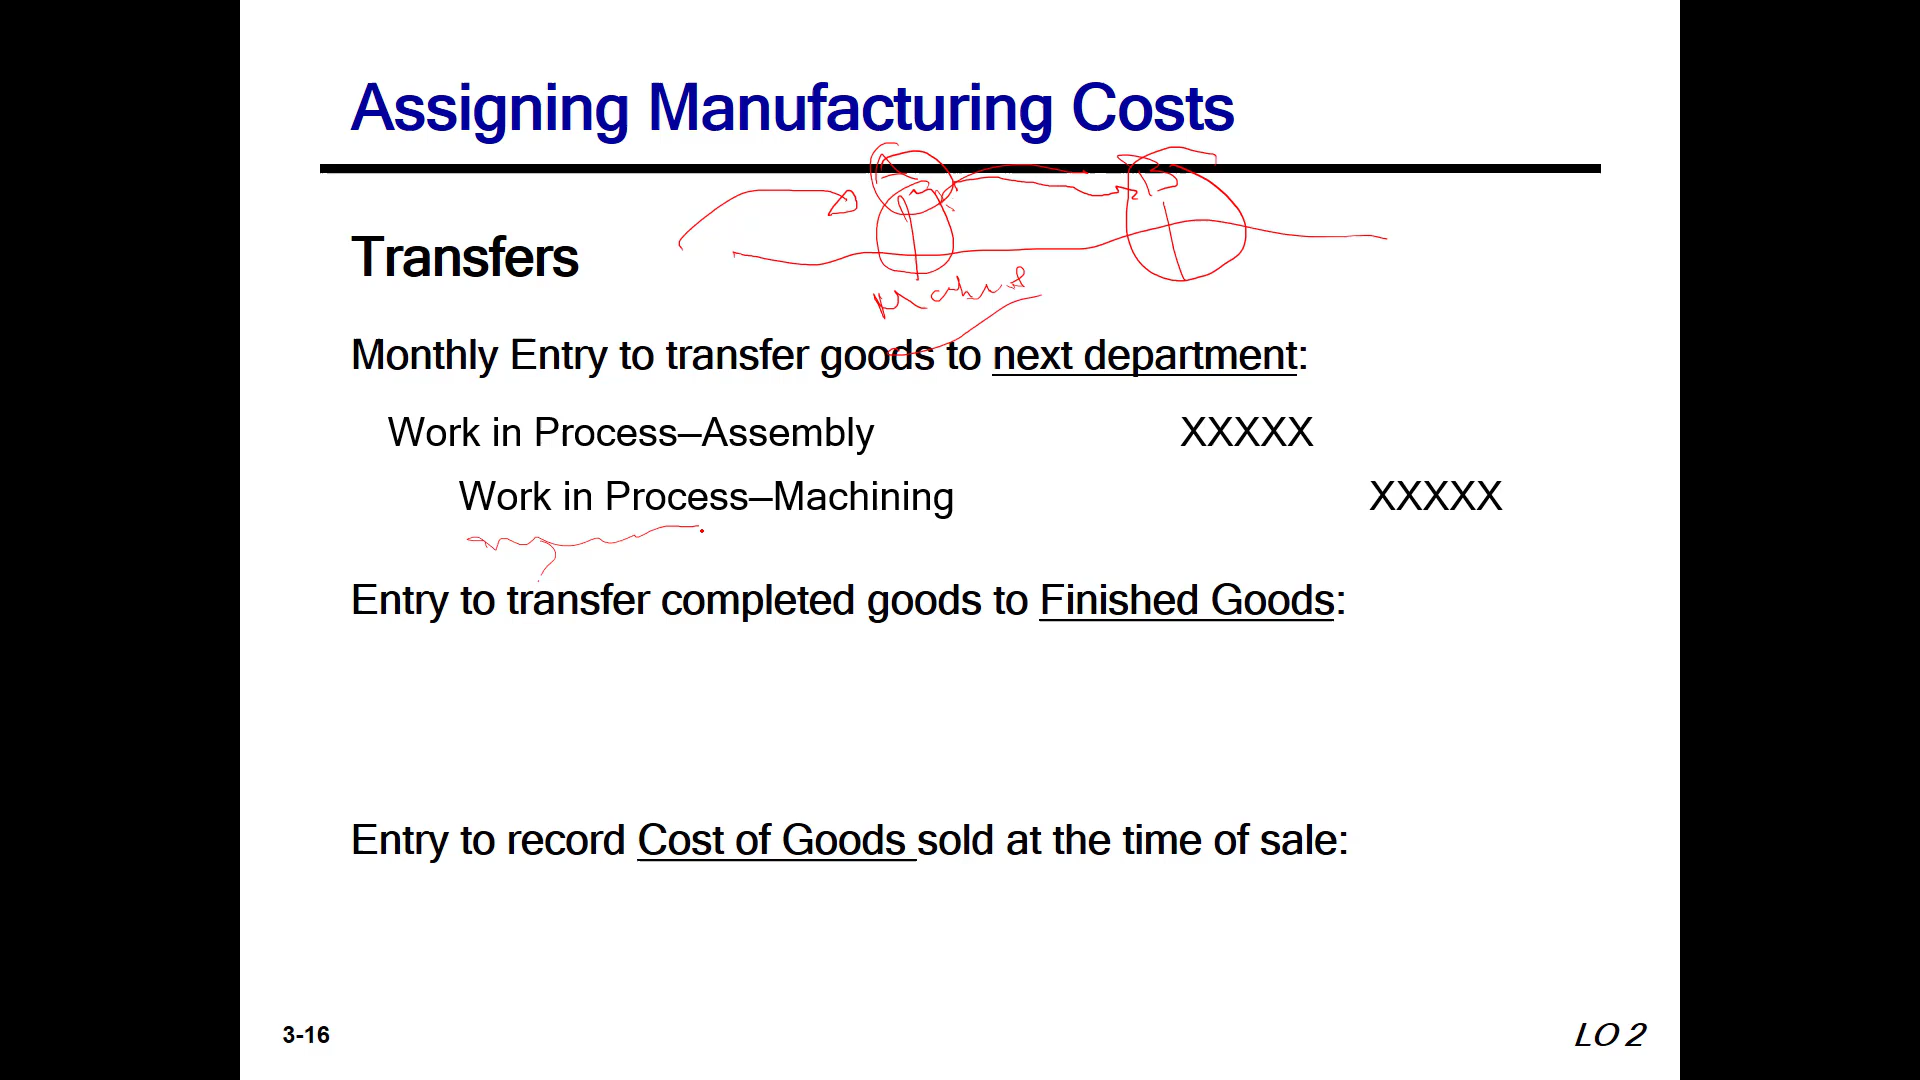 Assigning Manufacturing Costs
Transfers
Monthly Entry to transfer goods to next department:
Work in Process—Assembly XXXXX
Work in Process—Machining XXXXX
Entry to transfer completed goods to Finished Goods:
Entry to record Cost of Goods sold at the time of sale:
3-16
LO 2